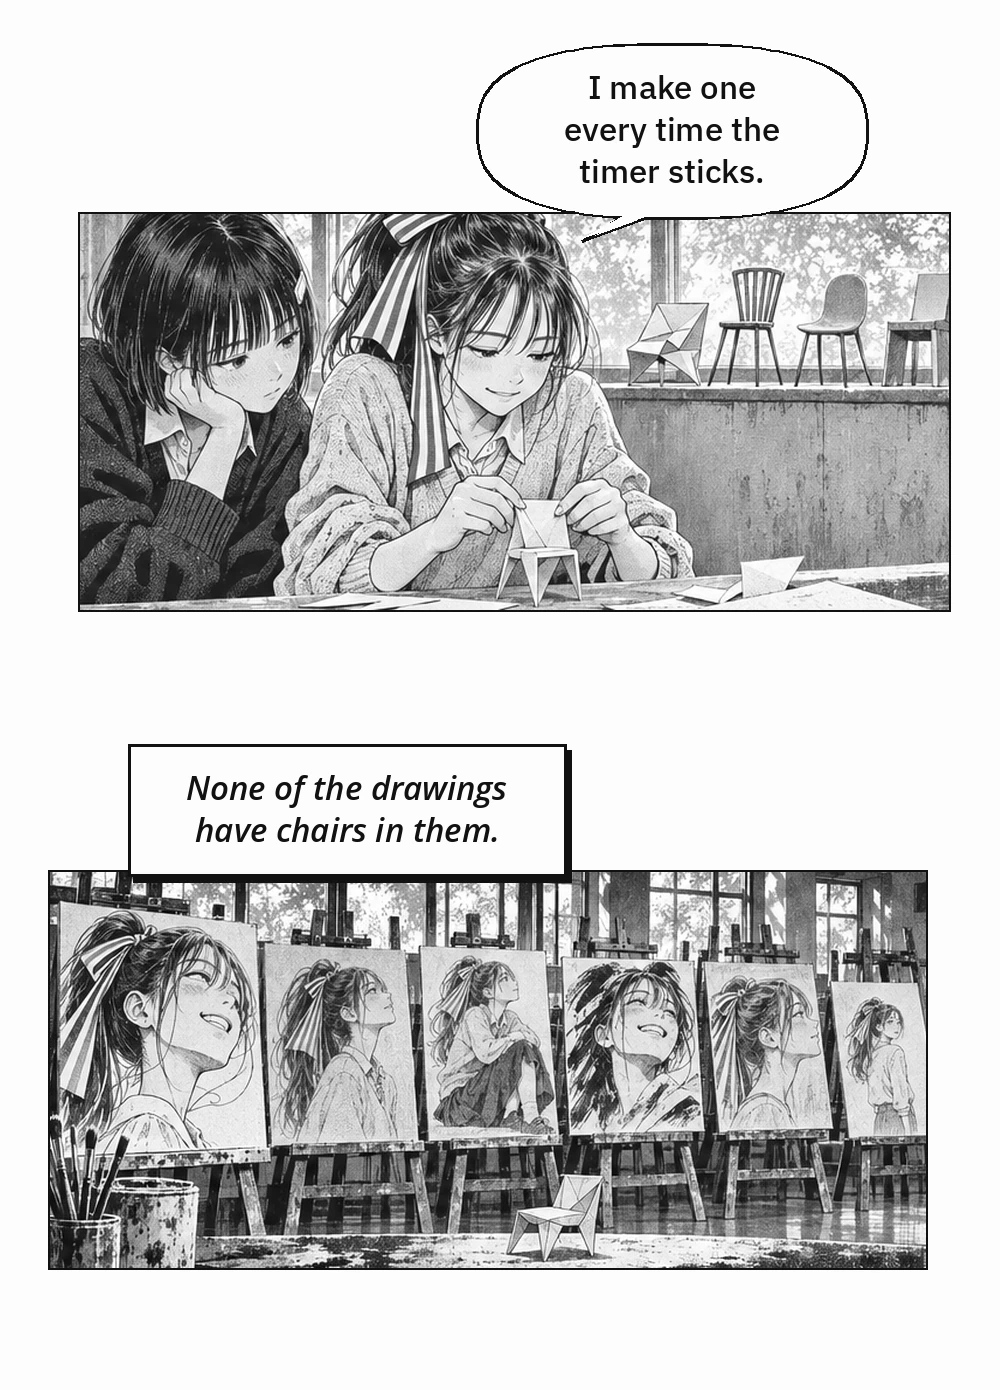 I make one
every time the
timer sticks.
None of the drawings
have chairs in them.